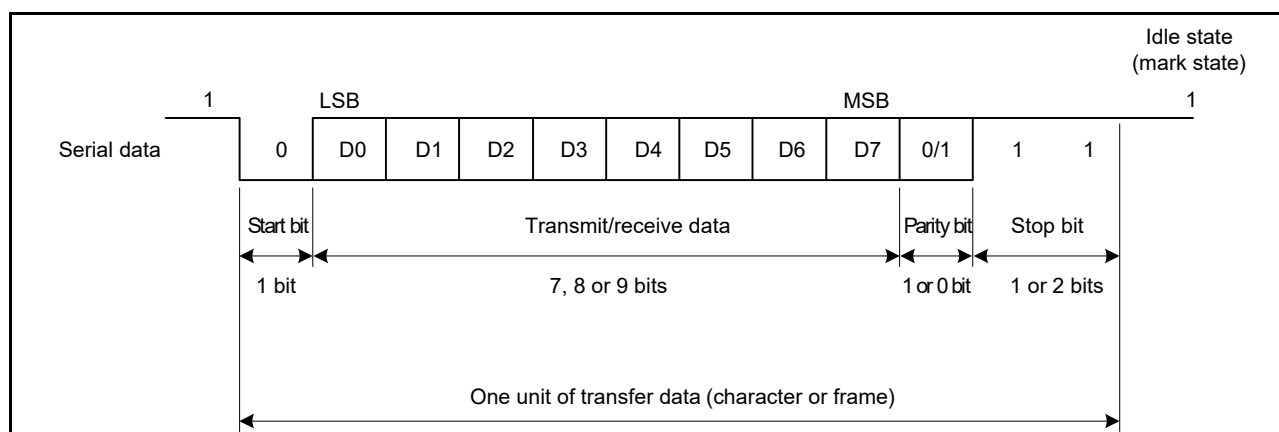 Idle state
(mark state)
1 LSB MSB 1
Serial data 0 D0 D1 D2 D3 D4 D5 D6 D7 0/1 1 1
Start bit Transmit/receive data Parity bit Stop bit
1 bit 7, 8 or 9 bits 1 or 0 bit 1 or 2 bits
One unit of transfer data (character or frame)